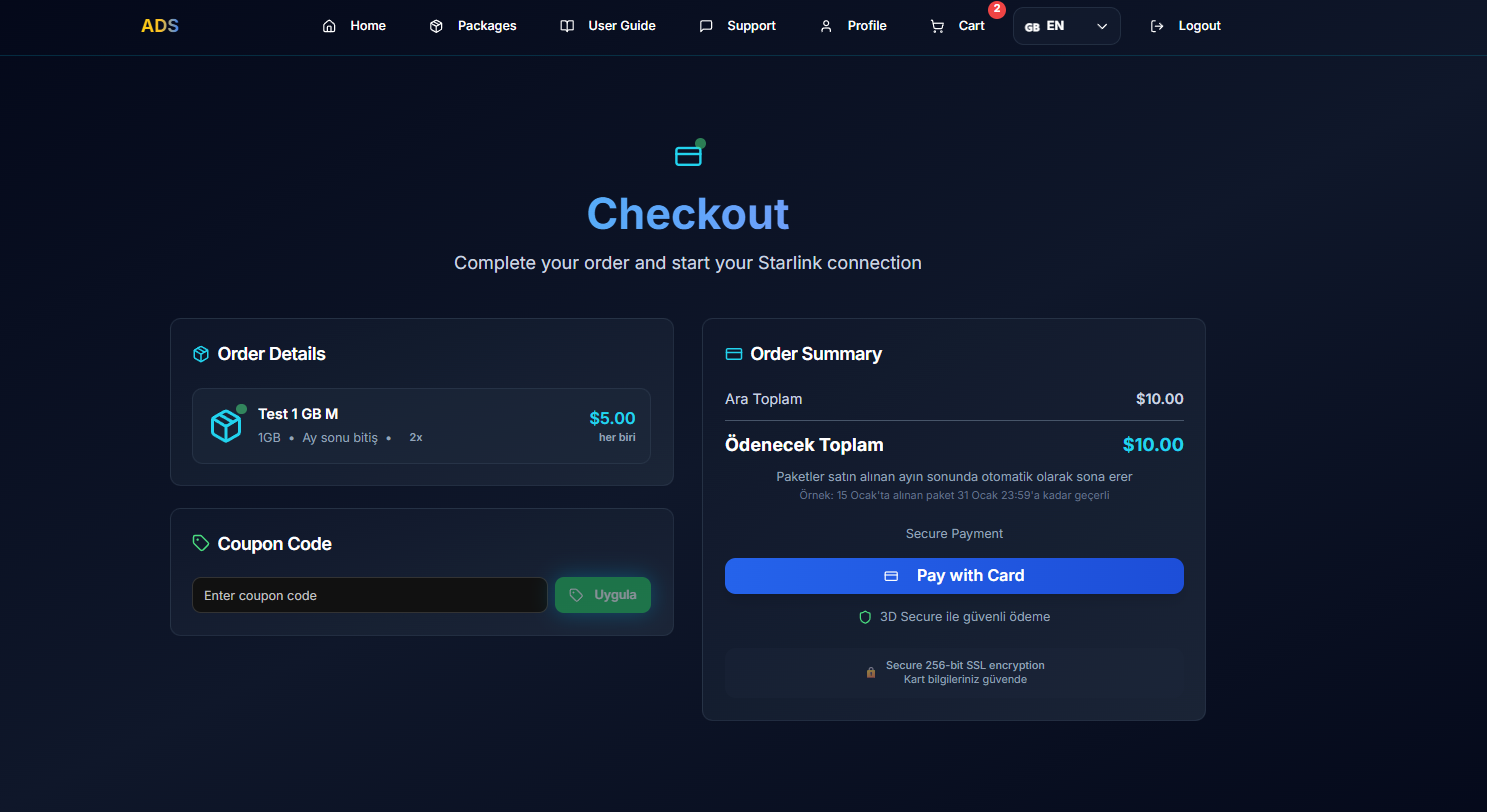 ADS Home Packages User Guide Support Profile Cart 2 GB EN Logout
Checkout
Complete your order and start your Starlink connection
Order Details
Test 1 GB M
1GB • Ay sonu bitiş • 2x
$5.00
her biri
Coupon Code
Enter coupon code
Uygula
Order Summary
Ara Toplam $10.00
Ödenecek Toplam $10.00
Paketler satın alınan ayın sonunda otomatik olarak sona erer
Örnek: 15 Ocak'ta alınan paket 31 Ocak 23:59'a kadar geçerli
Secure Payment
Pay with Card
3D Secure ile güvenli ödeme
Secure 256-bit SSL encryption
Kart bilgileriniz güvende